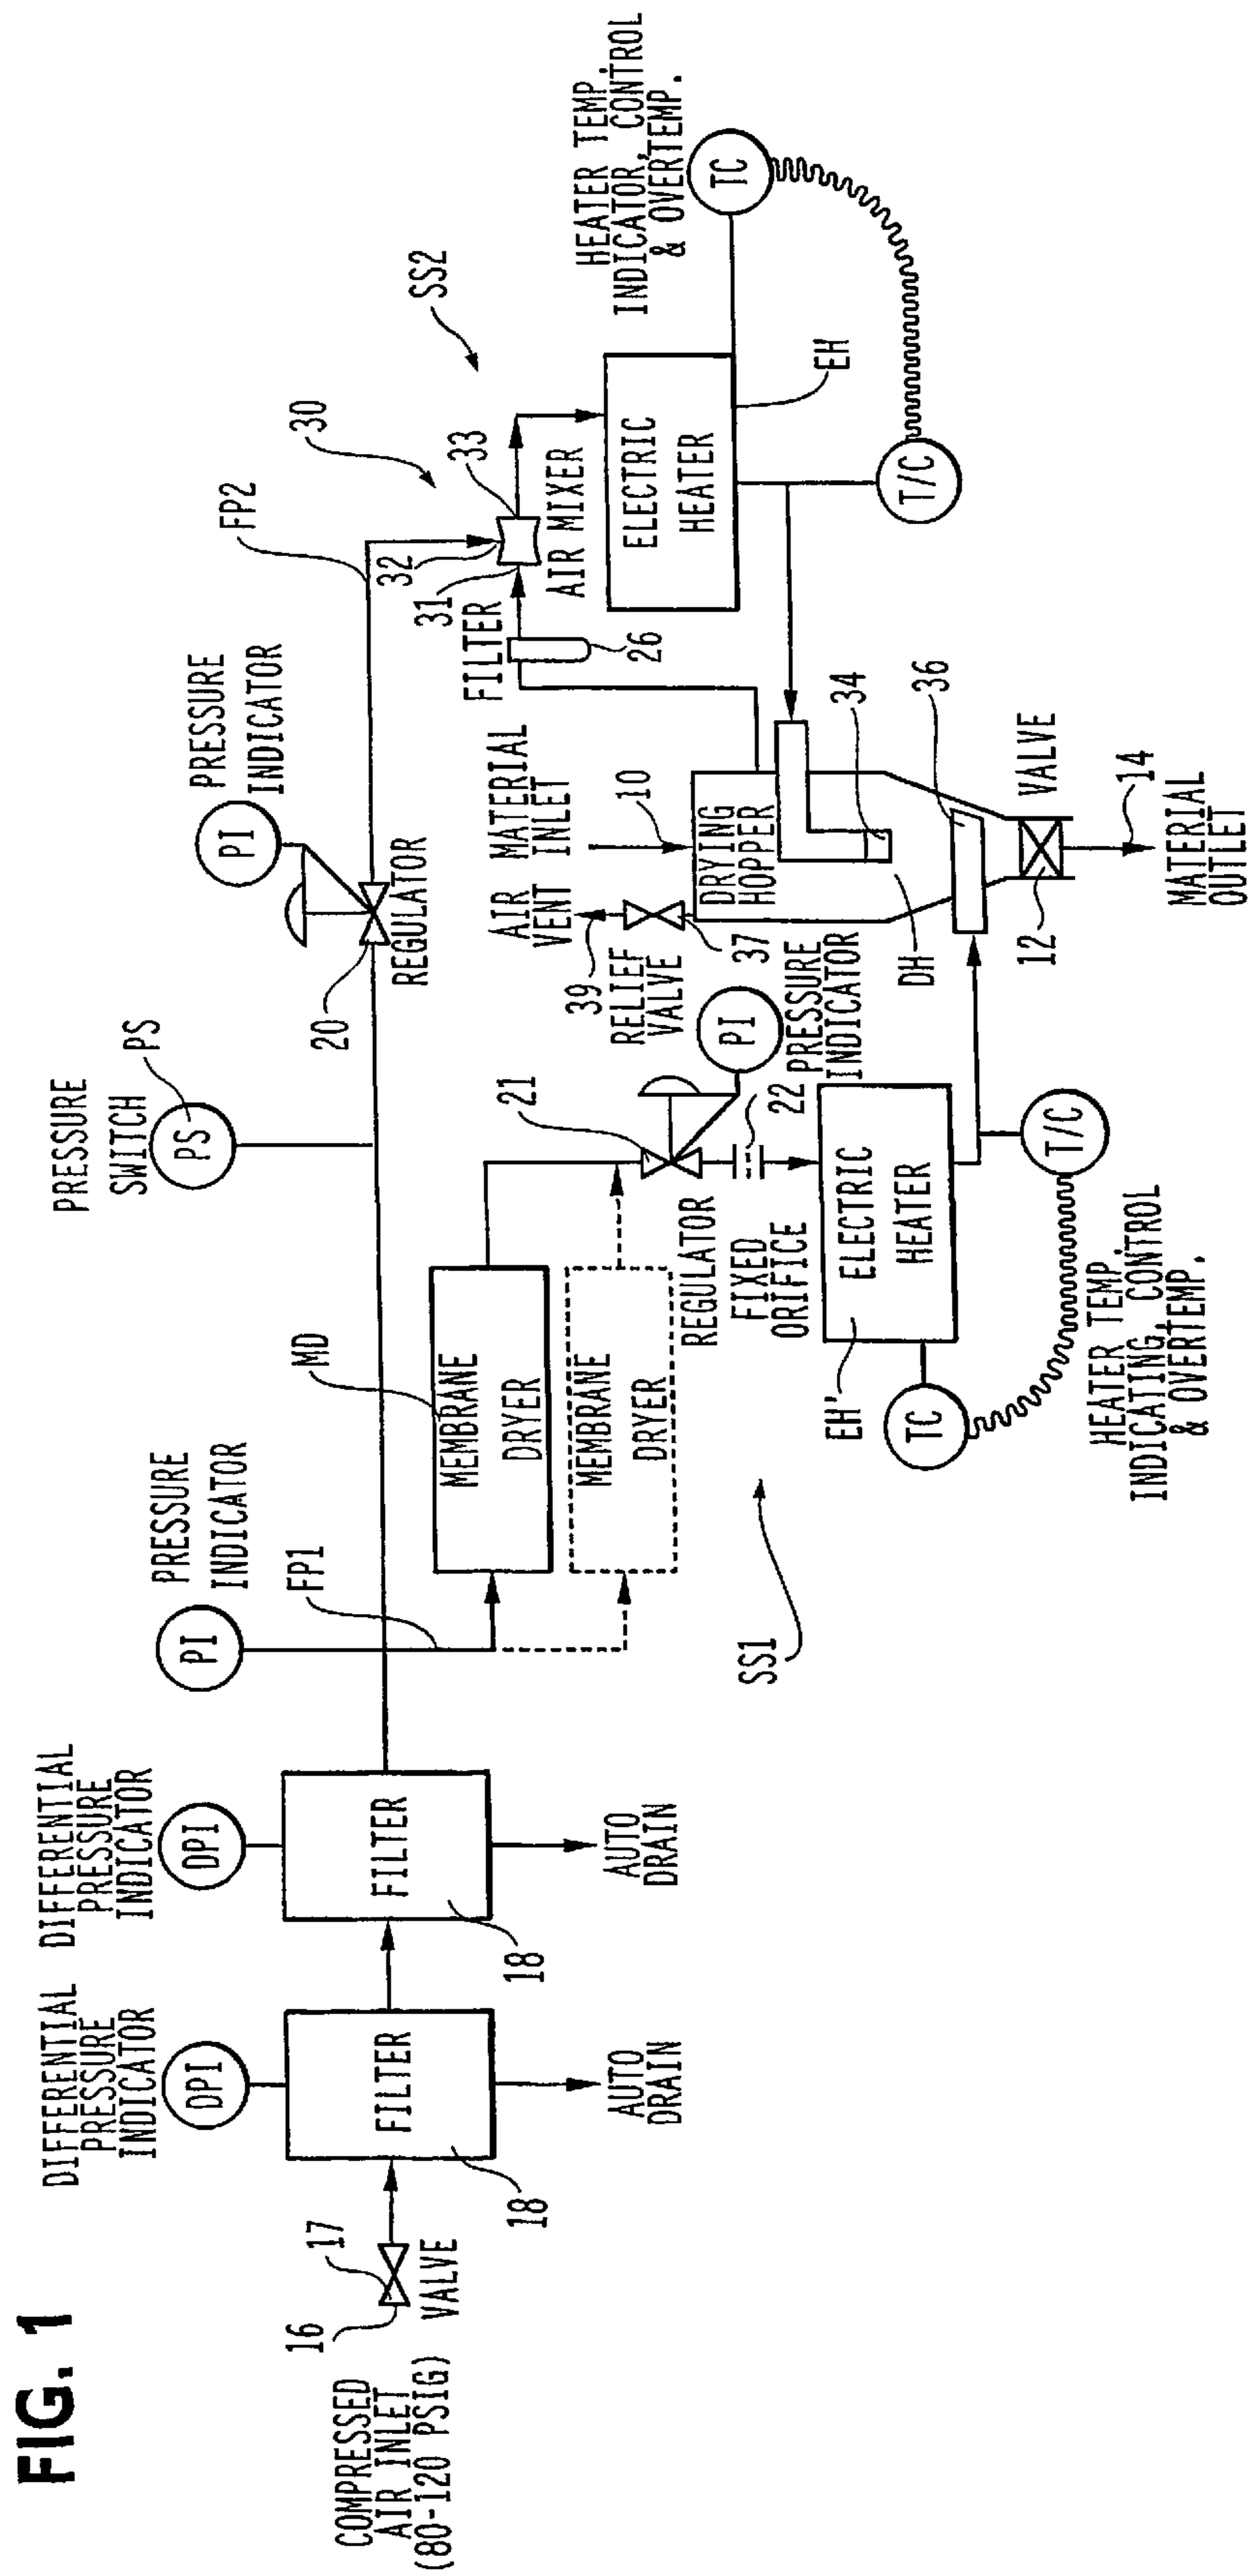 FIG. 1
COMPRESSED
AIR INLET
(80-120 PSIG)
16
17
VALVE
DIFFERENTIAL
PRESSURE
INDICATOR
DPI
FILTER
18
AUTO
DRAIN
DIFFERENTIAL
PRESSURE
INDICATOR
DPI
FILTER
18
AUTO
DRAIN
PRESSURE
INDICATOR
PI
FP1
MD
MEMBRANE
DRYER
MEMBRANE
DRYER
SS1
PRESSURE
SWITCH
PS
PS
20
REGULATOR
PI
PRESSURE
INDICATOR
FP2
21
REGULATOR
PI
PRESSURE
INDICATOR
22
FIXED
ORIFICE
ELECTRIC
HEATER
EH'
TC
T/C
HEATER TEMP.
INDICATING, CONTROL
& OVERTEMP.
AIR
VENT
39
RELIEF
VALVE
37
MATERIAL
INLET
10
DRYING
HOPPER
DH
34
36
VALVE
12
14
MATERIAL
OUTLET
FILTER
26
31
32
33
AIR MIXER
30
SS2
ELECTRIC
HEATER
EH
TC
T/C
HEATER TEMP.
INDICATOR, CONTROL
& OVERTEMP.